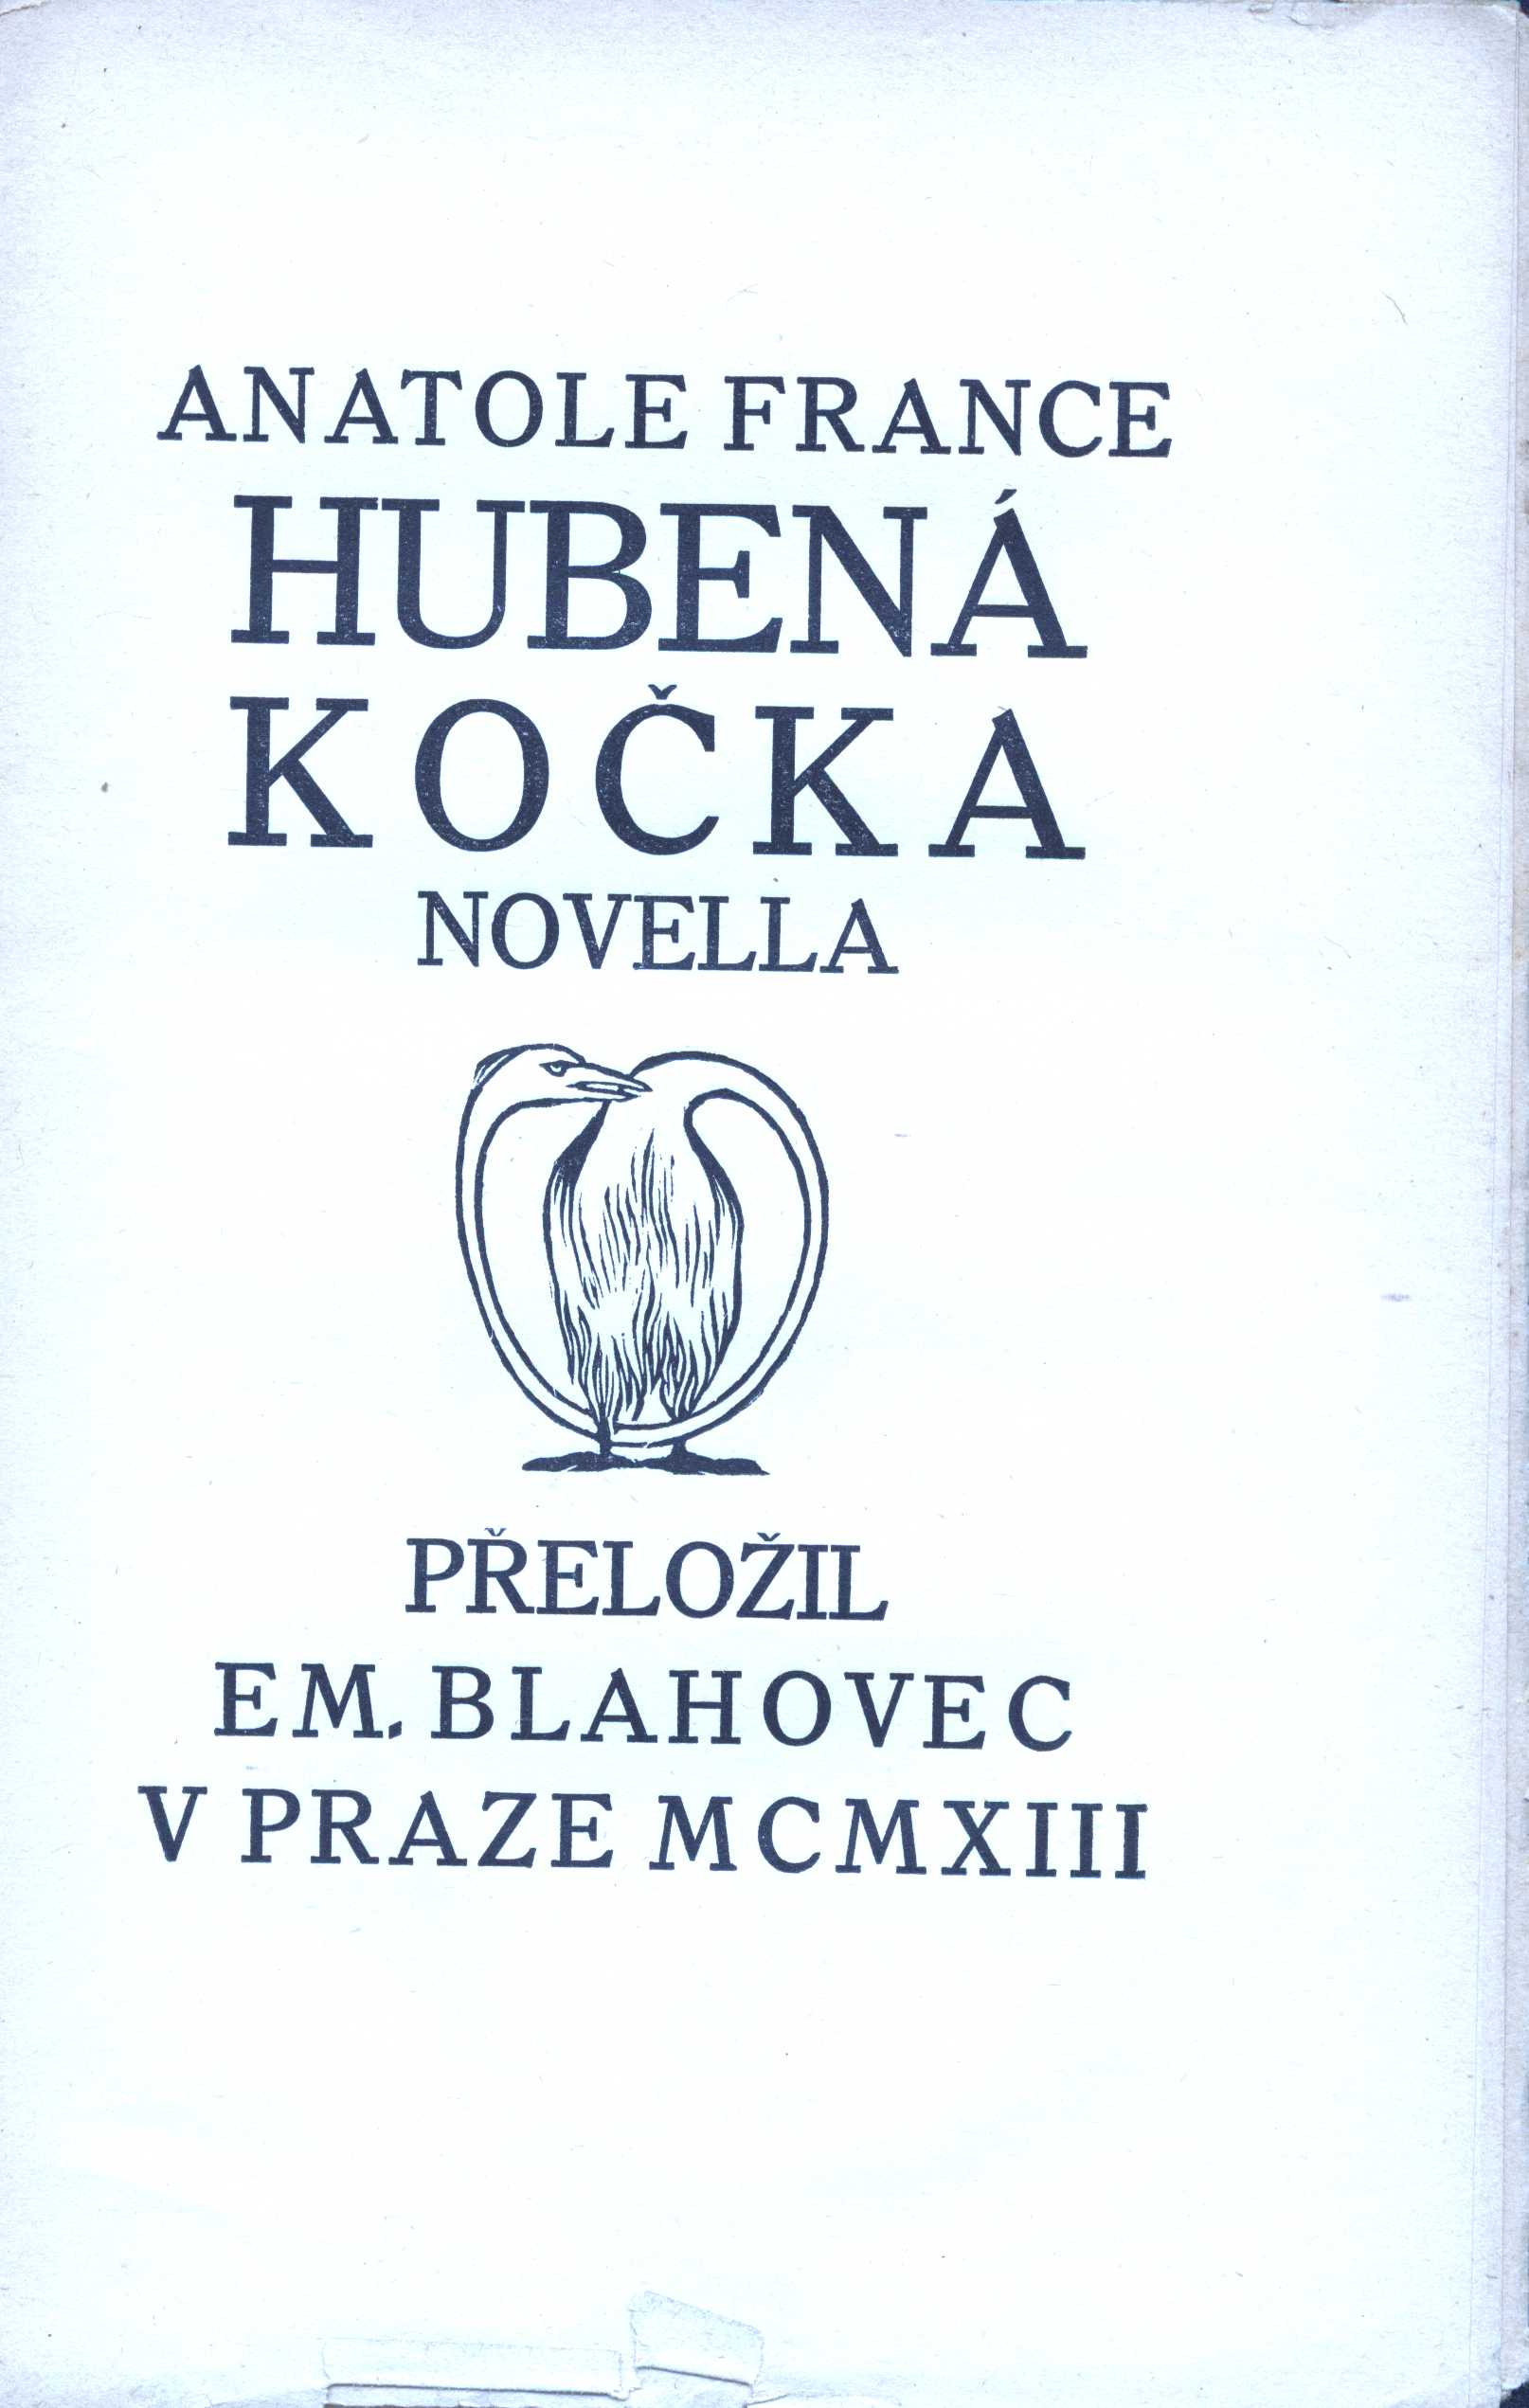 ANATOLE FRANCE
HUBENÁ
KOČKA
NOVELLA
PŘELOŽIL
EM. BLAHOVEC
V PRAZE MCMXIII